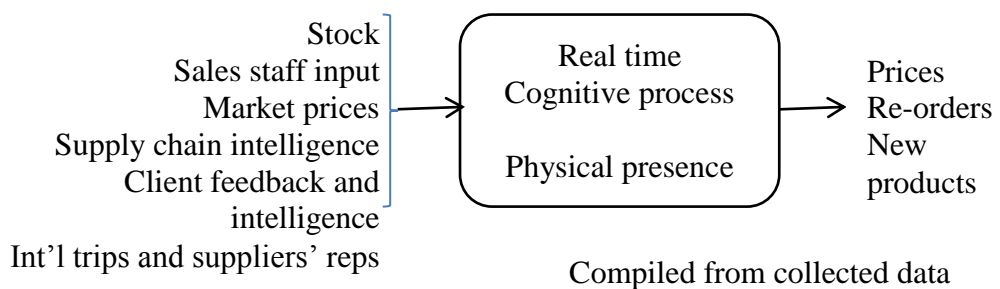 Stock
Sales staff input
Market prices
Supply chain intelligence
Client feedback and
intelligence
Int'l trips and suppliers' reps
Real time
Cognitive process
Physical presence
Prices
Re-orders
New
products
Compiled from collected data